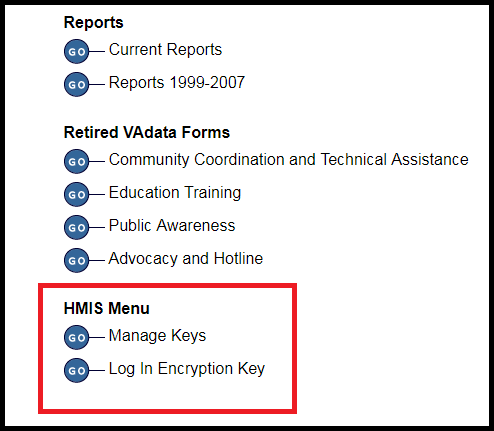 Reports
GO Current Reports
GO Reports 1999-2007
Retired VAdata Forms
GO Community Coordination and Technical Assistance
GO Education Training
GO Public Awareness
GO Advocacy and Hotline
HMIS Menu
GO Manage Keys
GO Log In Encryption Key